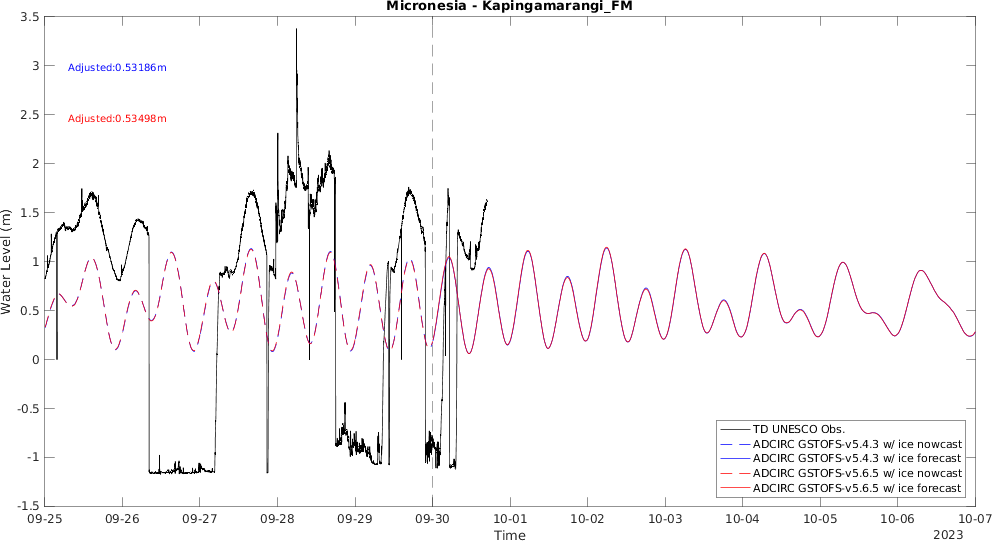 Micronesia - Kapingamarangi_FM
3.5
3
2.5
2
1.5
1
0.5
0
-0.5
-1
-1.5
Water Level (m)
Adjusted:0.53186m
Adjusted:0.53498m
TD UNESCO Obs.
ADCIRC GSTOFS-v5.4.3 w/ ice nowcast
ADCIRC GSTOFS-v5.4.3 w/ ice forecast
ADCIRC GSTOFS-v5.6.5 w/ ice nowcast
ADCIRC GSTOFS-v5.6.5 w/ ice forecast
09-25 09-26 09-27 09-28 09-29 09-30 10-01 10-02 10-03 10-04 10-05 10-06 10-07
Time
2023